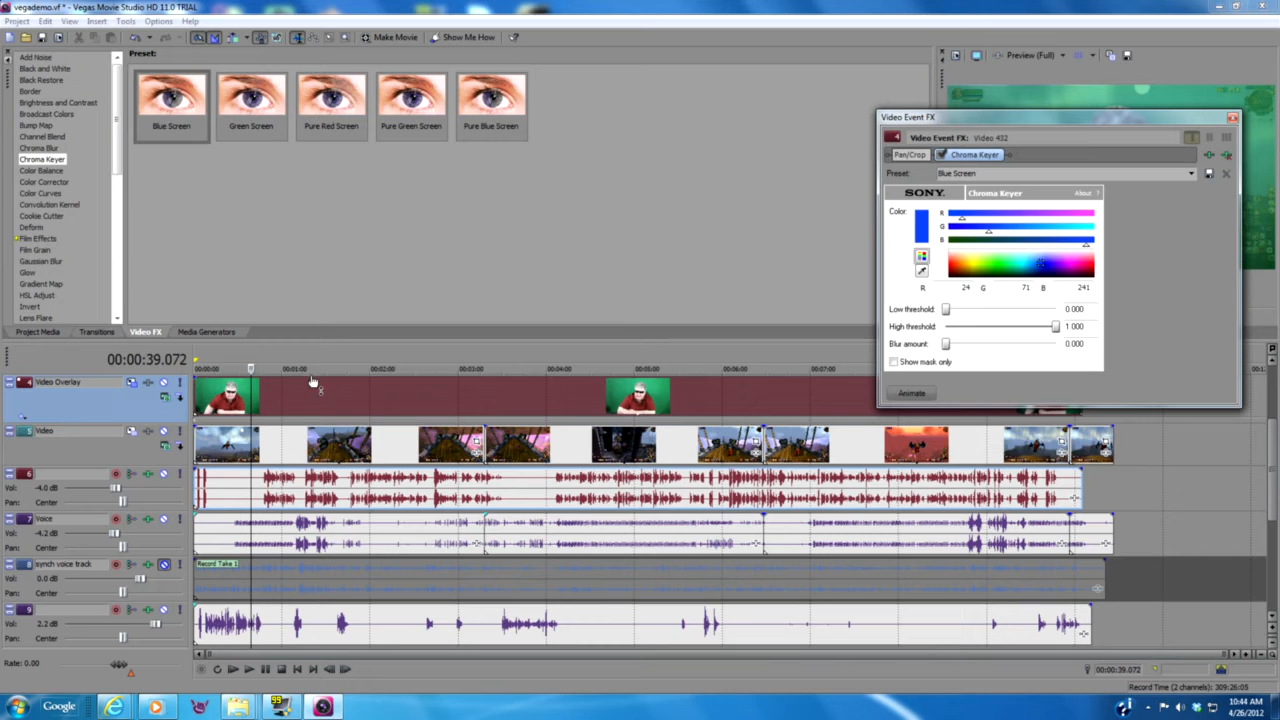 vegademo.vf * - Vegas Movie Studio HD 11.0 TRIAL
Project Edit View Insert Tools Options Help
Make Movie Show Me How
Preset:
Preview (Full)
Add Noise
Black and White
Black Restore
Border
Brightness and Contrast
Broadcast Colors
Bump Map
Channel Blend
Chroma Blur
Chroma Keyer
Color Balance
Color Corrector
Color Curves
Convolution Kernel
Cookie Cutter
Deform
Film Effects
Film Grain
Gaussian Blur
Glow
Gradient Map
HSL Adjust
Invert
Lens Flare
Blue Screen Green Screen Pure Red Screen Pure Green Screen Pure Blue Screen
Video Event FX
Video Event FX: Video 432
Pan/Crop Chroma Keyer
Preset: Blue Screen
SONY Chroma Keyer About ?
Color: R
G
B
R 24 G 71 B 241
Low threshold: 0.000
High threshold: 1.000
Blur amount: 0.000
Show mask only
Animate
Project Media Transitions Video FX Media Generators
00:00:39.072
00:00:00 00:01:00 00:02:00 00:03:00 00:04:00 00:05:00 00:06:00 00:07:00
4 Video Overlay
5 Video
6
Vol: -4.0 dB
Pan: Center
7 Voice
Vol: -4.2 dB
Pan: Center
8 synch voice track
Vol: 0.0 dB
Pan: Center
Record Take 1
9
Vol: 2.2 dB
Pan: Center
Rate: 0.00
00:00:39.072
Record Time (2 channels): 309:26:05
Google
99
10:44 AM
4/26/2012